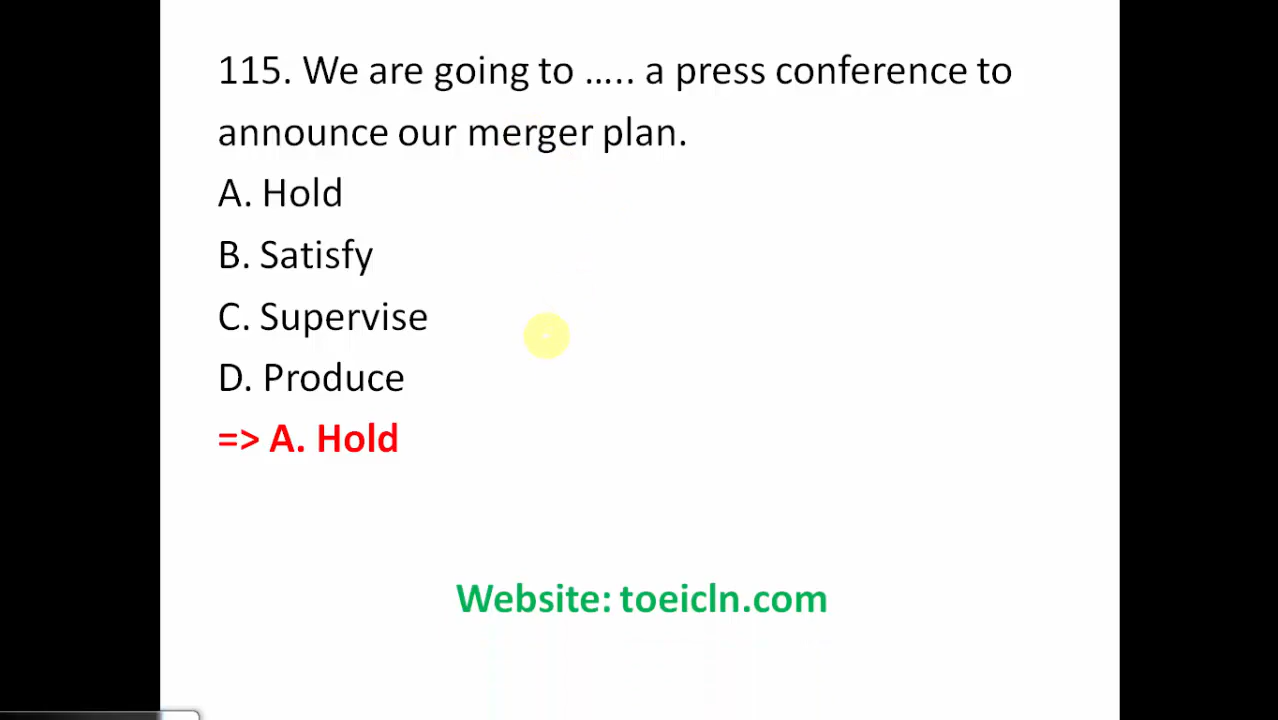 115. We are going to ….. a press conference to
announce our merger plan.
A. Hold
B. Satisfy
C. Supervise
D. Produce
=> A. Hold
Website: toeicln.com